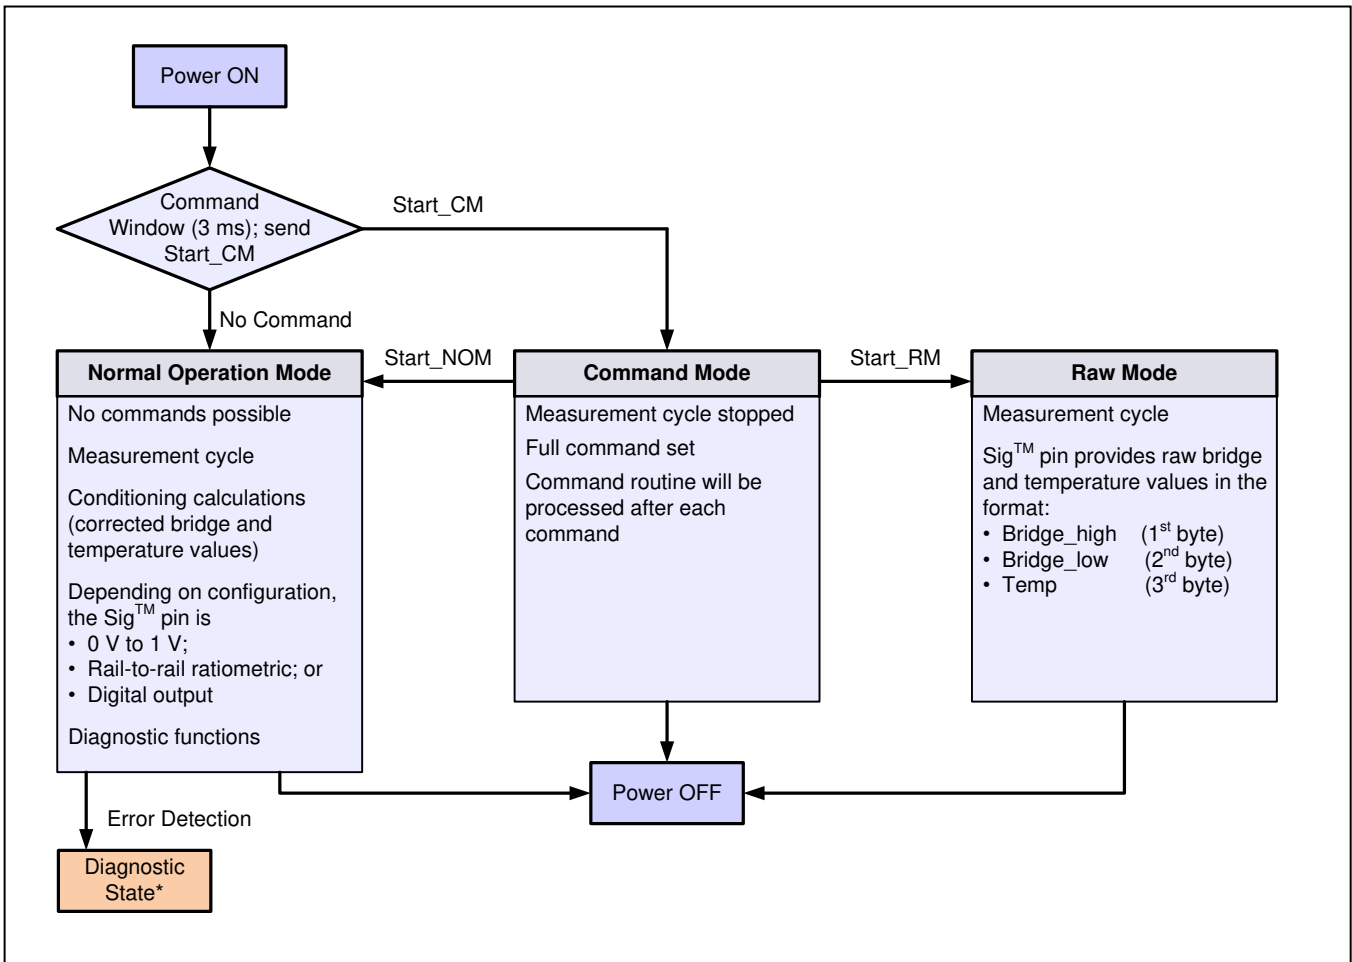 Power ON
Command
Window (3 ms); send
Start_CM
Start_CM
No Command
Normal Operation Mode
No commands possible
Measurement cycle
Conditioning calculations
(corrected bridge and
temperature values)
Depending on configuration,
the Sig™ pin is
• 0 V to 1 V;
• Rail-to-rail ratiometric; or
• Digital output
Diagnostic functions
Start_NOM
Command Mode
Measurement cycle stopped
Full command set
Command routine will be
processed after each
command
Start_RM
Raw Mode
Measurement cycle
Sig™ pin provides raw bridge
and temperature values in the
format:
• Bridge_high (1st byte)
• Bridge_low (2nd byte)
• Temp (3rd byte)
Power OFF
Error Detection
Diagnostic
State*